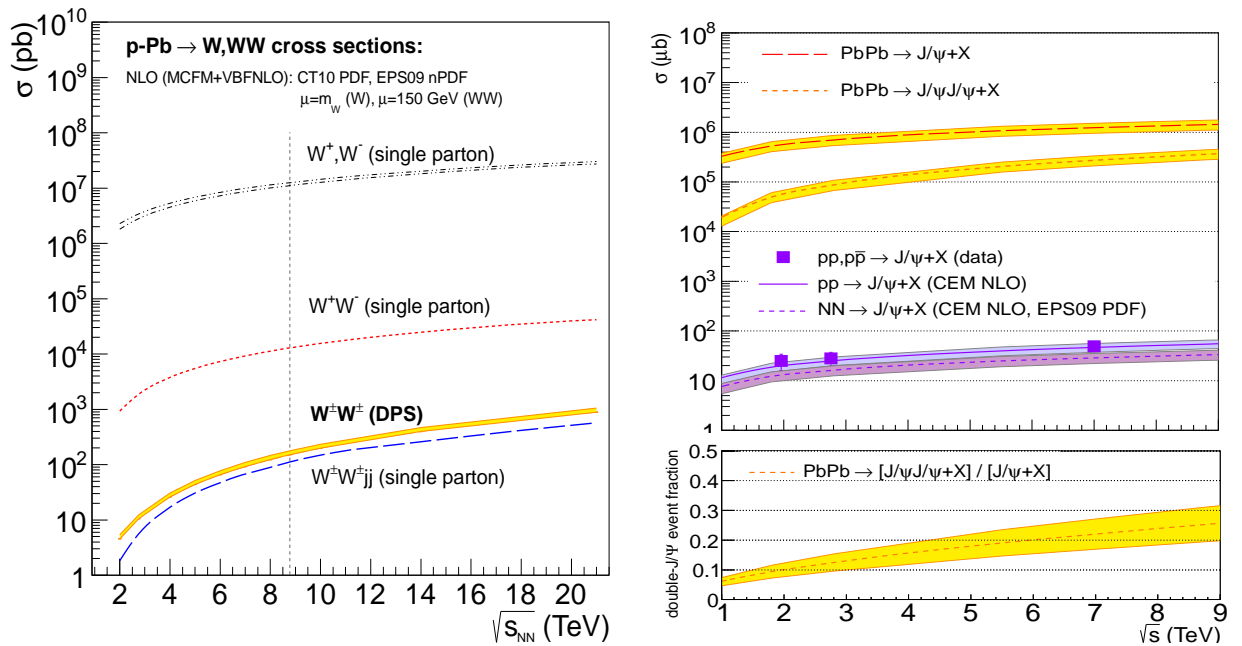 σ (pb)
10^10
10^9
10^8
10^7
10^6
10^5
10^4
10^3
10^2
10
1
p-Pb → W,WW cross sections:
NLO (MCFM+VBFNLO): CT10 PDF, EPS09 nPDF
μ=m_W (W), μ=150 GeV (WW)
W^+,W^- (single parton)
W^+W^- (single parton)
W^±W^± (DPS)
W^±W^±jj (single parton)
2 4 6 8 10 12 14 16 18 20
√s_NN (TeV)
σ (μb)
10^8
10^7
10^6
10^5
10^4
10^3
10^2
10
1
PbPb → J/ψ+X
PbPb → J/ψJ/ψ+X
pp,pp̅ → J/ψ+X (data)
pp → J/ψ+X (CEM NLO)
NN → J/ψ+X (CEM NLO, EPS09 PDF)
double-J/Ψ event fraction
0.5
0.4
0.3
0.2
0.1
0
PbPb → [J/ψJ/ψ+X] / [J/ψ+X]
1 2 3 4 5 6 7 8 9
√s (TeV)